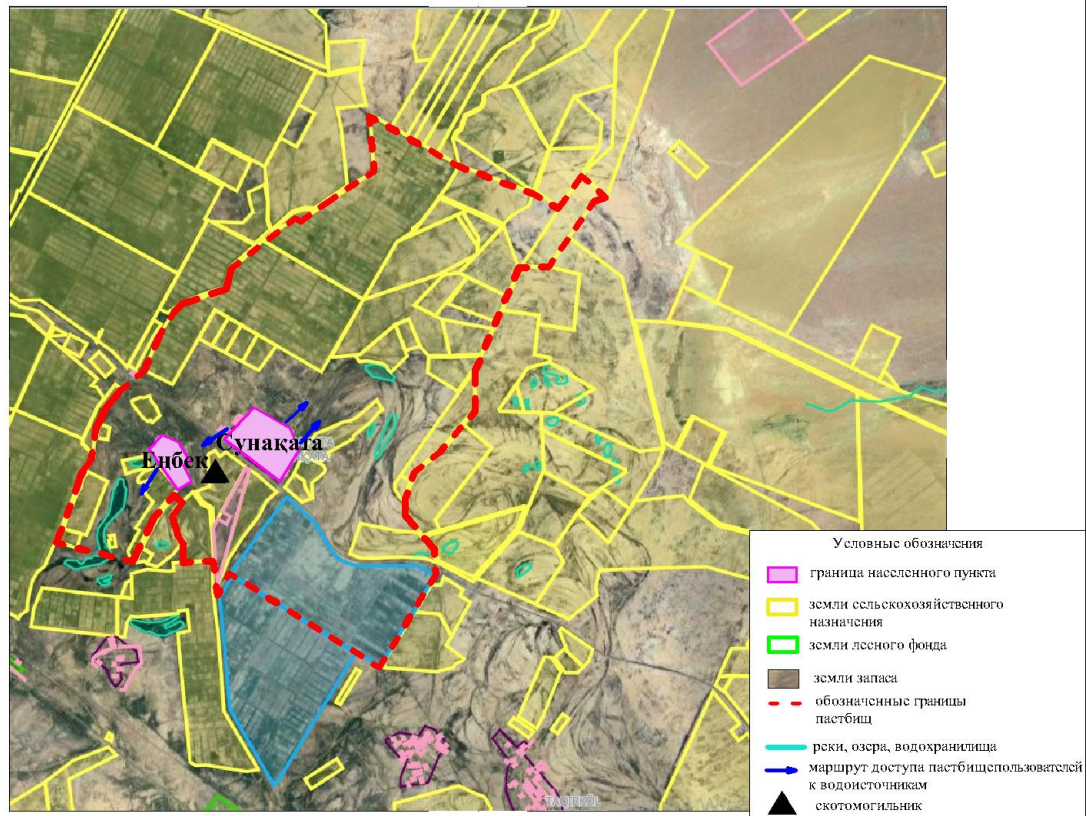 Сунақата
Еңбек
Условные обозначения
граница населенного пункта
земли сельскохозяйственного
назначения
земли лесного фонда
земли запаса
обозначенные границы
пастбищ
реки, озера, водохранилища
маршрут доступа пастбищепользователей
к водоисточникам
скотомогильник